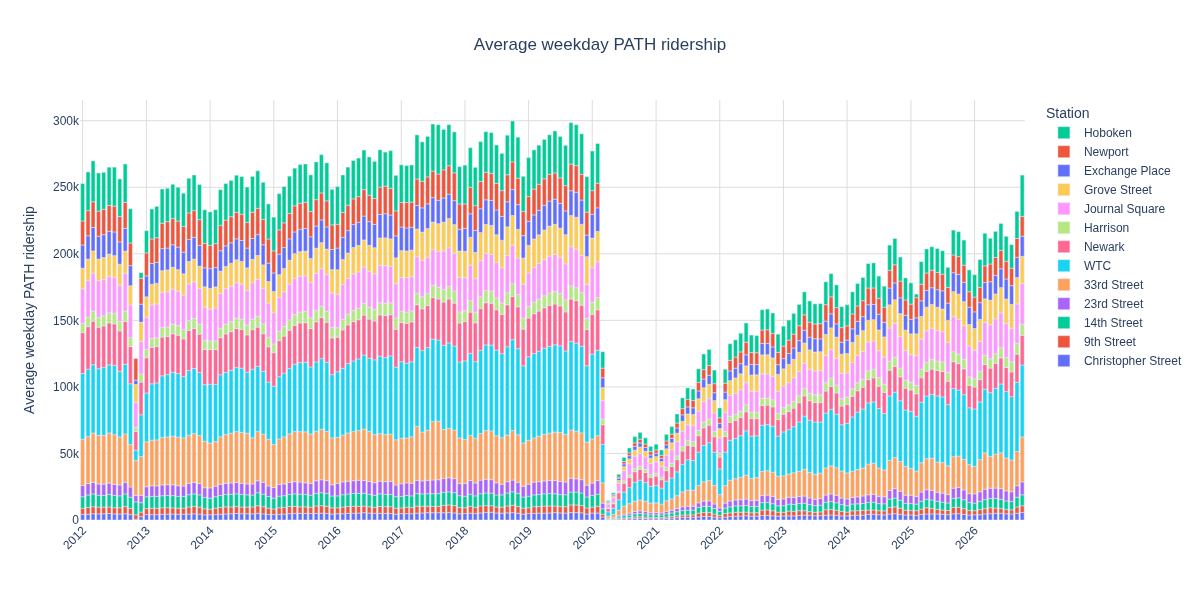 Average weekday PATH ridership
Average weekday PATH ridership
300k
250k
200k
150k
100k
50k
0
2012
2013
2014
2015
2016
2017
2018
2019
2020
2021
2022
2023
2024
2025
2026
Station
Hoboken
Newport
Exchange Place
Grove Street
Journal Square
Harrison
Newark
WTC
33rd Street
23rd Street
14th Street
9th Street
Christopher Street